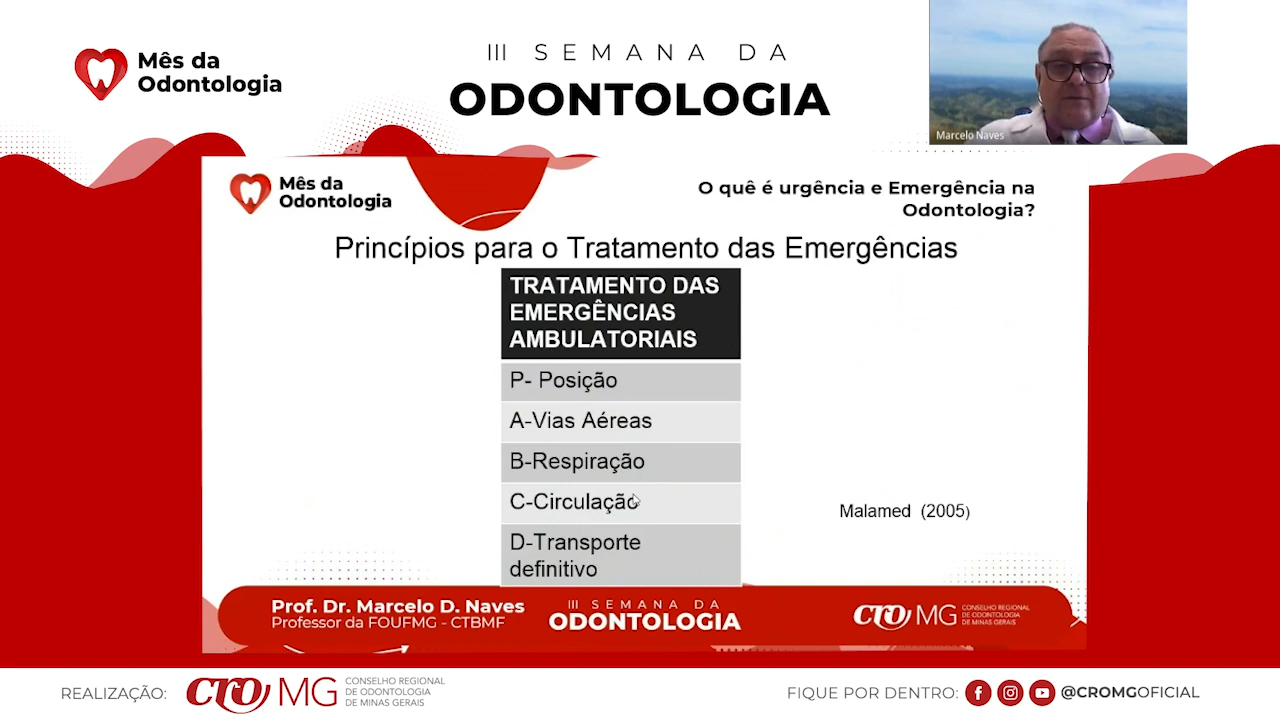 Mês da
Odontologia
III SEMANA DA
ODONTOLOGIA
Marcelo Naves
Mês da
Odontologia
O quê é urgência e Emergência na
Odontologia?
Princípios para o Tratamento das Emergências
TRATAMENTO DAS
EMERGÊNCIAS
AMBULATORIAIS
P- Posição
A-Vias Aéreas
B-Respiração
C-Circulação
D-Transporte
definitivo
Malamed (2005)
Prof. Dr. Marcelo D. Naves
Professor da FOUFMG - CTBMF
III SEMANA DA
ODONTOLOGIA
CRO MG
CONSELHO REGIONAL
DE ODONTOLOGIA
DE MINAS GERAIS
REALIZAÇÃO:
CRO MG
CONSELHO REGIONAL
DE ODONTOLOGIA
DE MINAS GERAIS
FIQUE POR DENTRO:
@CROMGOFICIAL